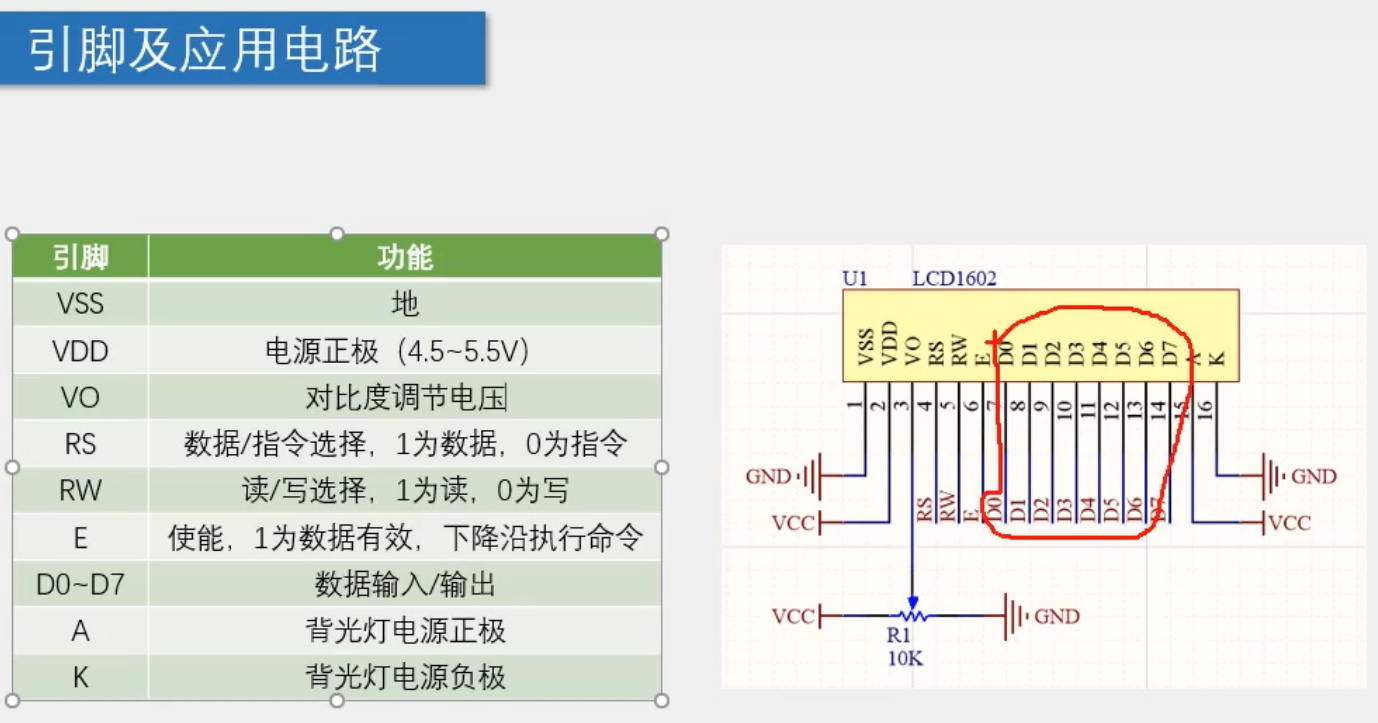 引脚及应用电路
引脚 功能
VSS 地
VDD 电源正极（4.5~5.5V）
VO 对比度调节电压
RS 数据/指令选择，1为数据，0为指令
RW 读/写选择，1为读，0为写
E 使能，1为数据有效，下降沿执行命令
D0~D7 数据输入/输出
A 背光灯电源正极
K 背光灯电源负极
U1 LCD1602
VSS VDD VO RS RW E D0 D1 D2 D3 D4 D5 D6 D7 A K
1 2 3 4 5 6 7 8 9 10 11 12 13 14 15 16
GND GND
RS RW E D0 D1 D2 D3 D4 D5 D6 D7
VCC VCC
VCC GND
R1
10K